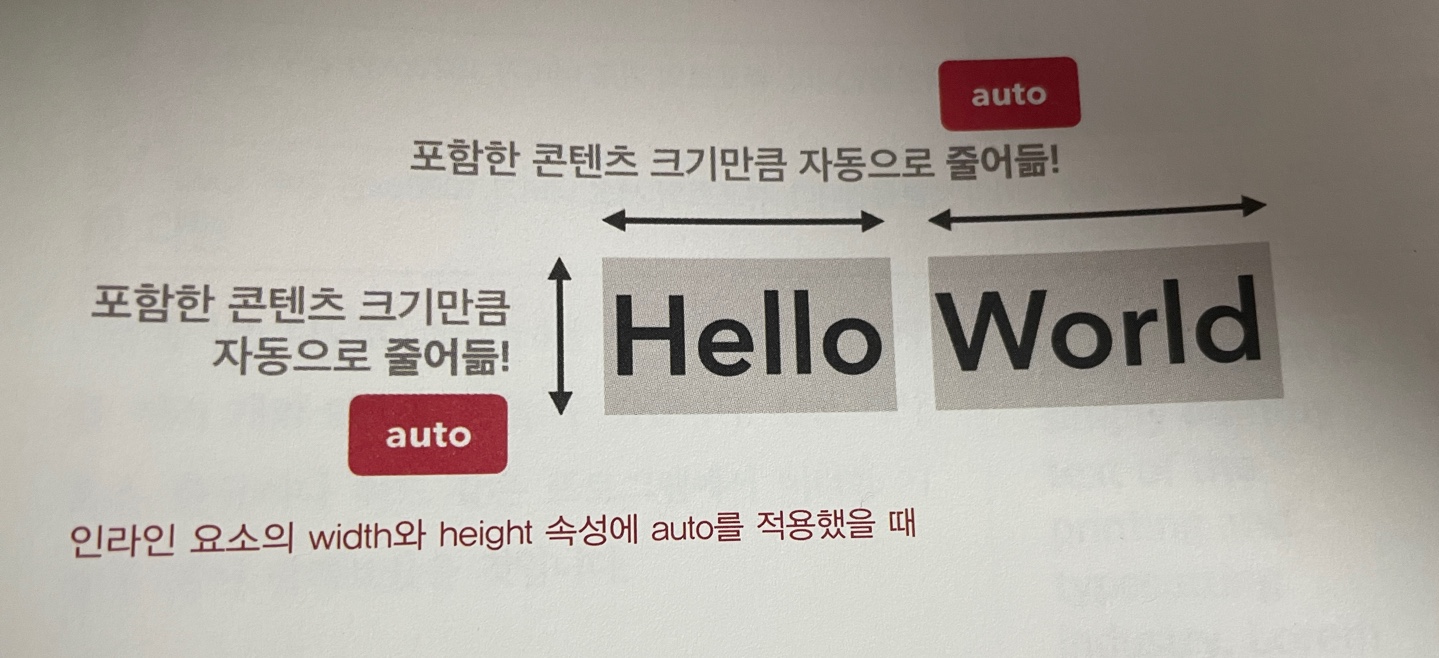 auto
포함한 콘텐츠 크기만큼 자동으로 줄어듦!
포함한 콘텐츠 크기만큼
자동으로 줄어듦!
Hello World
auto
인라인 요소의 width와 height 속성에 auto를 적용했을 때